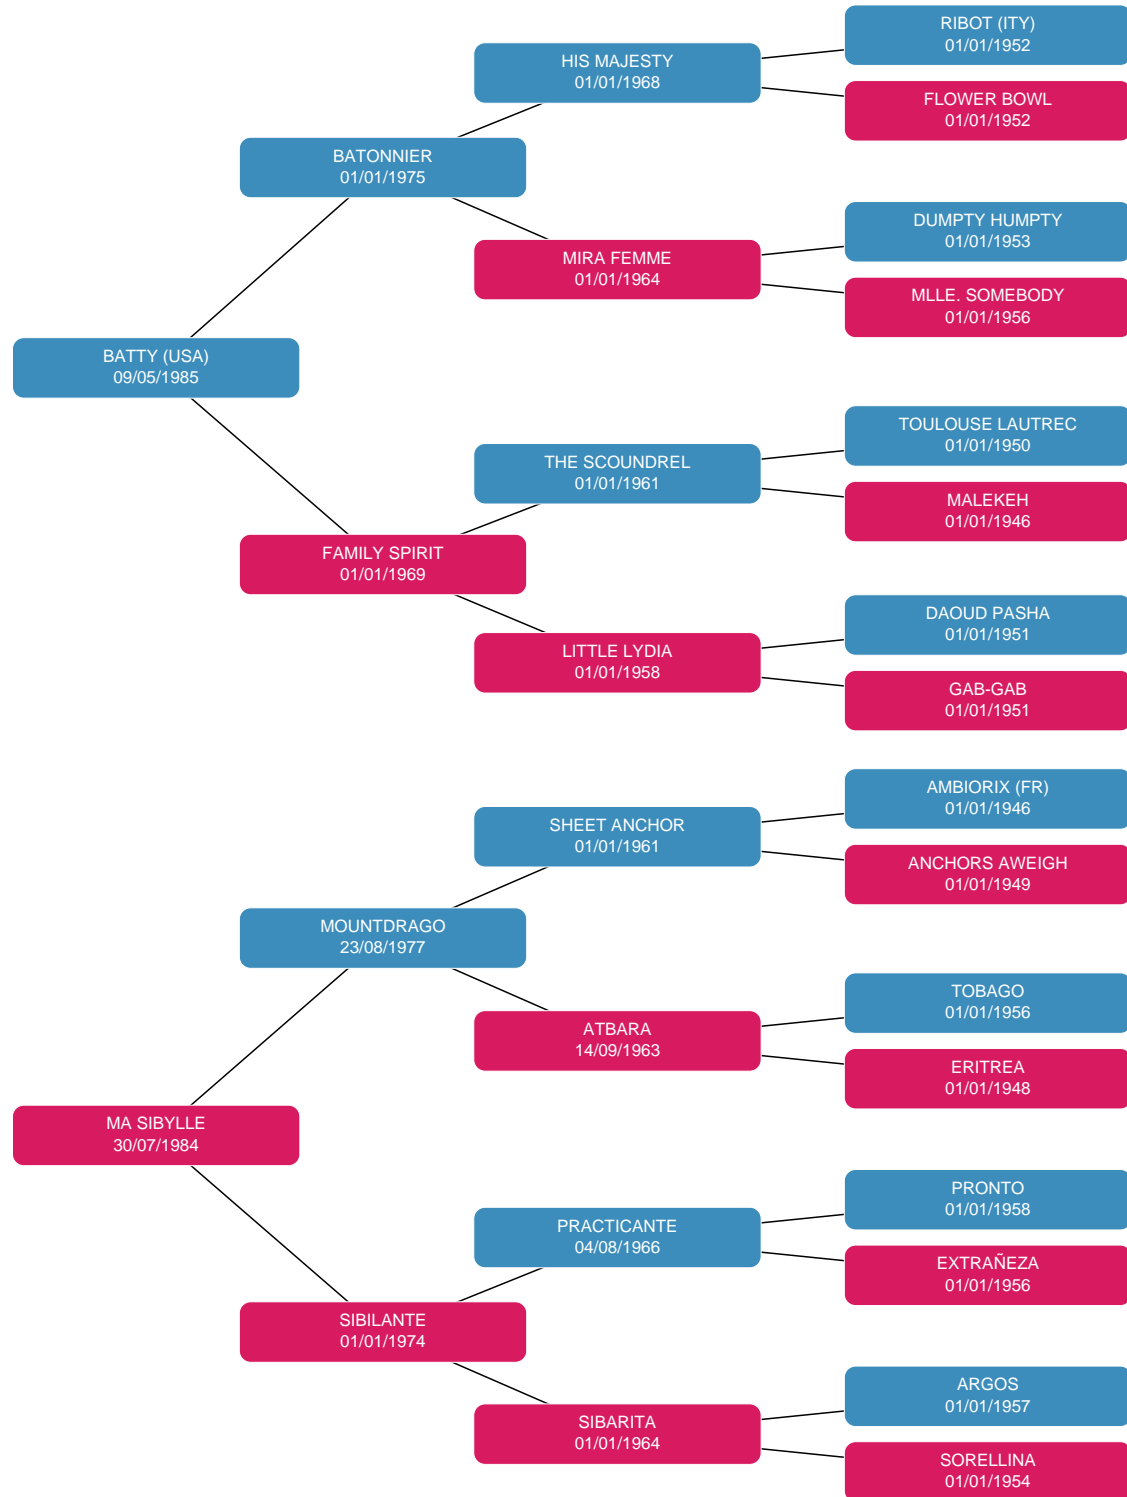 RIBOT (ITY)
01/01/1952
HIS MAJESTY
01/01/1968
FLOWER BOWL
01/01/1952
BATONNIER
01/01/1975
DUMPTY HUMPTY
01/01/1953
MIRA FEMME
01/01/1964
MLLE. SOMEBODY
01/01/1956
BATTY (USA)
09/05/1985
TOULOUSE LAUTREC
01/01/1950
THE SCOUNDREL
01/01/1961
MALEKEH
01/01/1946
FAMILY SPIRIT
01/01/1969
DAOUD PASHA
01/01/1951
LITTLE LYDIA
01/01/1958
GAB-GAB
01/01/1951
AMBIORIX (FR)
01/01/1946
SHEET ANCHOR
01/01/1961
ANCHORS AWEIGH
01/01/1949
MOUNTDRAGO
23/08/1977
TOBAGO
01/01/1956
ATBARA
14/09/1963
ERITREA
01/01/1948
MA SIBYLLE
30/07/1984
PRONTO
01/01/1958
PRACTICANTE
04/08/1966
EXTRAÑEZA
01/01/1956
SIBILANTE
01/01/1974
ARGOS
01/01/1957
SIBARITA
01/01/1964
SORELLINA
01/01/1954